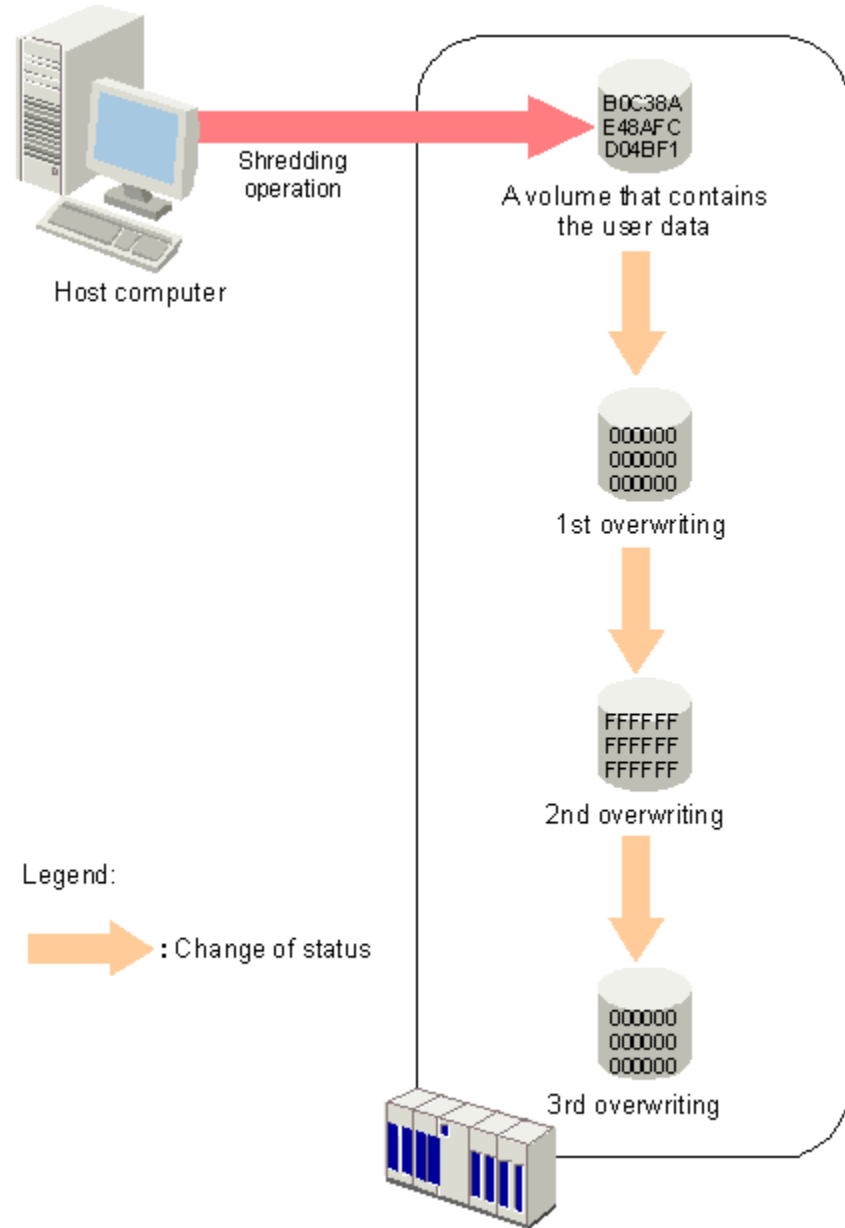 B0C38A
E48AFC
D04BF1
Shredding
operation
A volume that contains
the user data
Host computer
000000
000000
000000
1st overwriting
FFFFFF
FFFFFF
FFFFFF
2nd overwriting
Legend:
: Change of status
000000
000000
000000
3rd overwriting